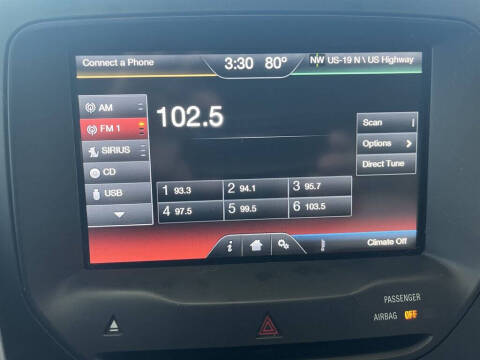 Connect a Phone
3:30 80°
NW US-19 N \ US Highway
AM
FM 1
SIRIUS
CD
USB
102.5
Scan
Options >
Direct Tune
1 93.3
2 94.1
3 95.7
4 97.5
5 99.5
6 103.5
i
Climate Off
PASSENGER
AIRBAG OFF